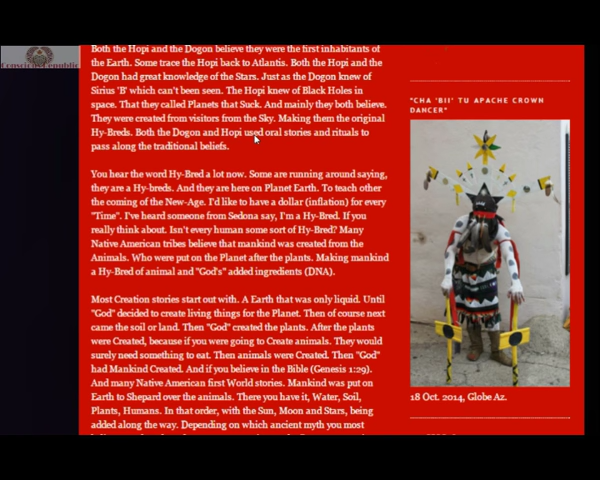 Both the Hopi and the Dogon believe they were the first inhabitants of
the Earth. Some trace the Hopi back to Atlantis. Both the Hopi and the
Dogon had great knowledge of the Stars. Just as the Dogon knew of
Sirius 'B' which can't been seen. The Hopi knew of Black Holes in
space. That they called Planets that Suck. And mainly they both believe.
They were created from visitors from the Sky. Making them the original
Hy-Breds. Both the Dogon and Hopi used oral stories and rituals to
pass along the traditional beliefs.
You hear the word Hy-Bred a lot now. Some are running around saying,
they are a Hy-breds. And they are here on Planet Earth. To teach other
the coming of the New-Age. I'd like to have a dollar (inflation) for every
"Time". I've heard someone from Sedona say, I'm a Hy-Bred. If you
really think about. Isn't every human some sort of Hy-Bred? Many
Native American tribes believe that mankind was created from the
Animals. Who were put on the Planet after the plants. Making mankind
a Hy-Bred of animal and "God's" added ingredients (DNA).
Most Creation stories start out with. A Earth that was only liquid. Until
"God" decided to create living things for the Planet. Then of course next
came the soil or land. Then "God" created the plants. After the plants
were Created, because if you were going to Create animals. They would
surely need something to eat. Then animals were Created. Then "God"
had Mankind Created. And if you believe in the Bible (Genesis 1:29).
And many Native American first World stories. Mankind was put on
Earth to Shepard over the animals. There you have it, Water, Soil,
Plants, Humans. In that order, with the Sun, Moon and Stars, being
added along the way. Depending on which ancient myth you most
"CHA 'BII' TU APACHE CROWN
DANCER"
18 Oct. 2014, Globe Az.